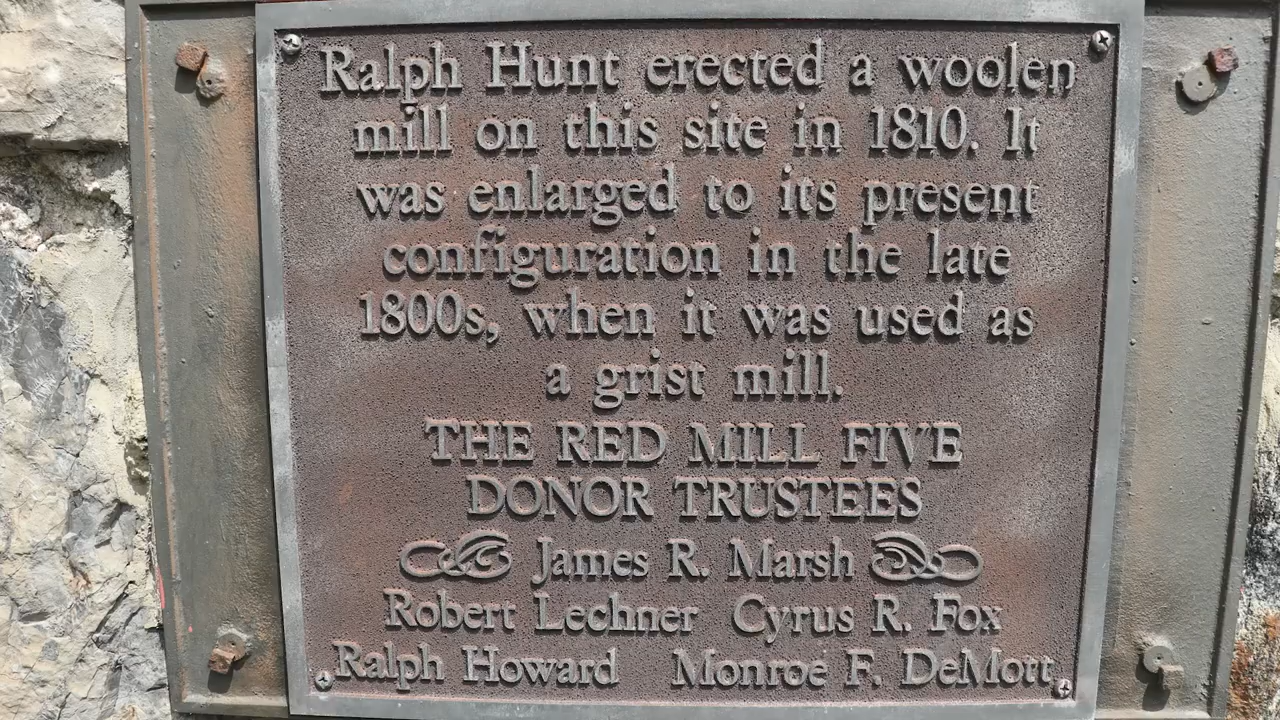 Ralph Hunt erected a woolen
mill on this site in 1810. It
was enlarged to its present
configuration in the late
1800s, when it was used as
a grist mill.
THE RED MILL FIVE
DONOR TRUSTEES
James R. Marsh
Robert Lechner Cyrus R. Fox
Ralph Howard Monroe F. DeMott